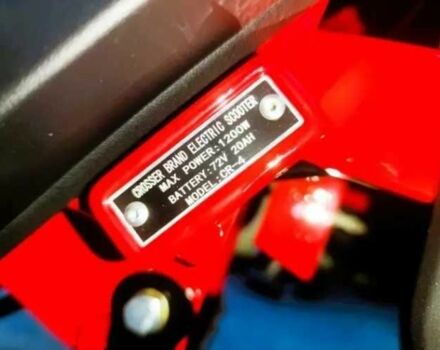 CROSSER BRAND ELECTRIC SCOOTER
MAX POWER:1200W
BATTERY:72V 20AH
MODEL:CR-4